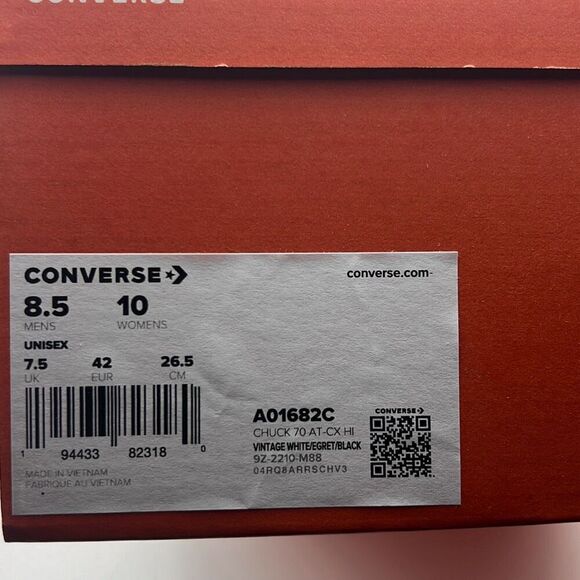 CONVERSE
CONVERSE
converse.com
8.5 10
MENS WOMENS
UNISEX
7.5 42 26.5
UK EUR CM
1 94433 82318 0
A01682C
CHUCK 70 AT-CX HI
VINTAGE WHITE/EGRET/BLACK
9Z-2210-M88
04RQ8ARRSCHV3
CONVERSE
MADE IN VIETNAM
FABRIQUE AU VIETNAM